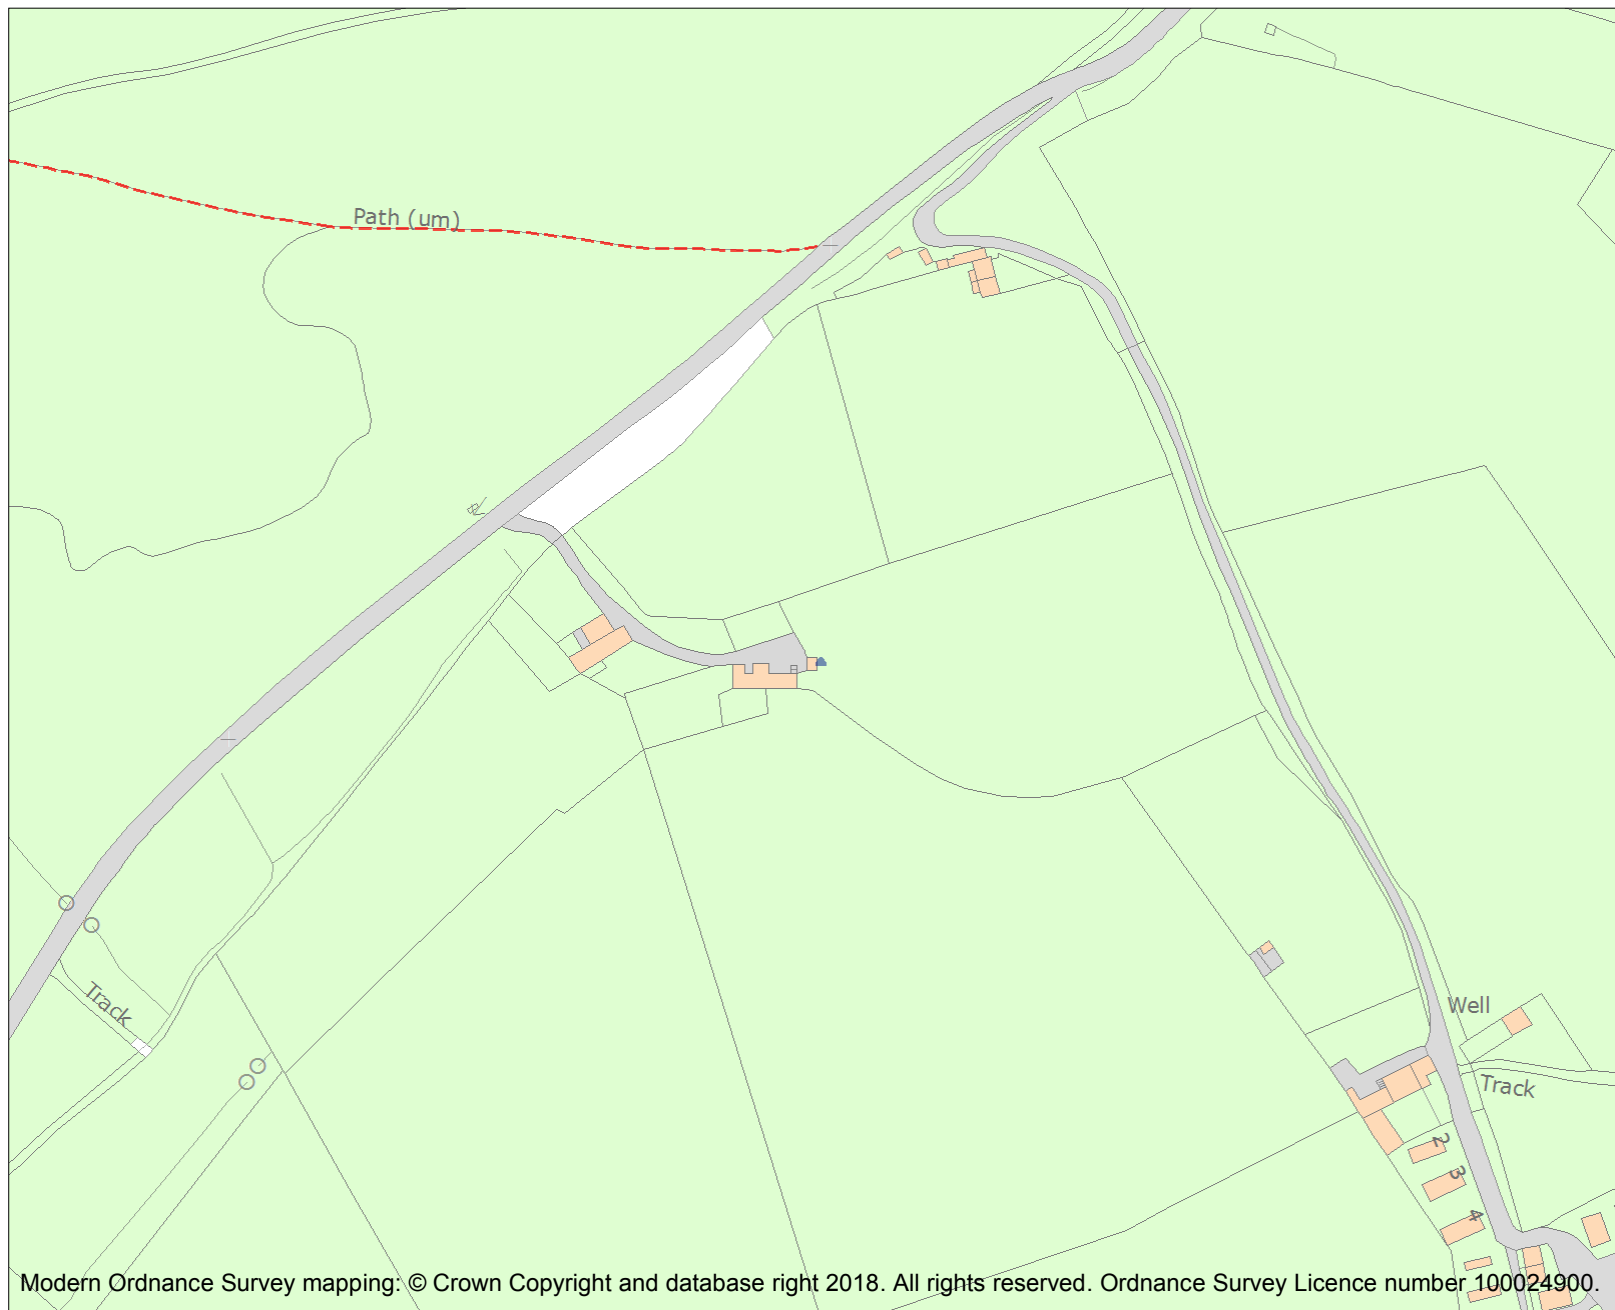 Path (um)
Track
Well
Track
2
3
4
Modern Ordnance Survey mapping: © Crown Copyright and database right 2018. All rights reserved. Ordnance Survey Licence number 100024900.